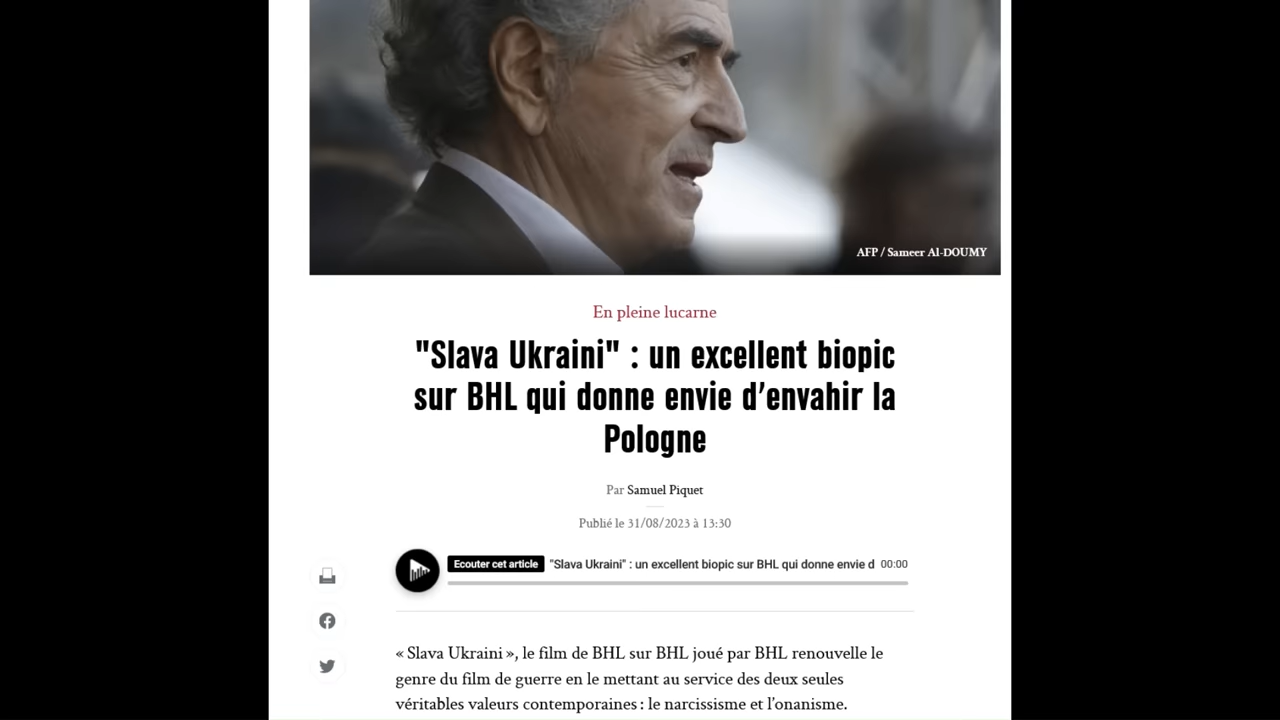 AFP / Sameer Al-DOUMY
En pleine lucarne
"Slava Ukraini" : un excellent biopic
sur BHL qui donne envie d’envahir la
Pologne
Par Samuel Piquet
Publié le 31/08/2023 à 13:30
Ecouter cet article "Slava Ukraini" : un excellent biopic sur BHL qui donne envie d 00:00
« Slava Ukraini », le film de BHL sur BHL joué par BHL renouvelle le
genre du film de guerre en le mettant au service des deux seules
véritables valeurs contemporaines : le narcissisme et l’onanisme.